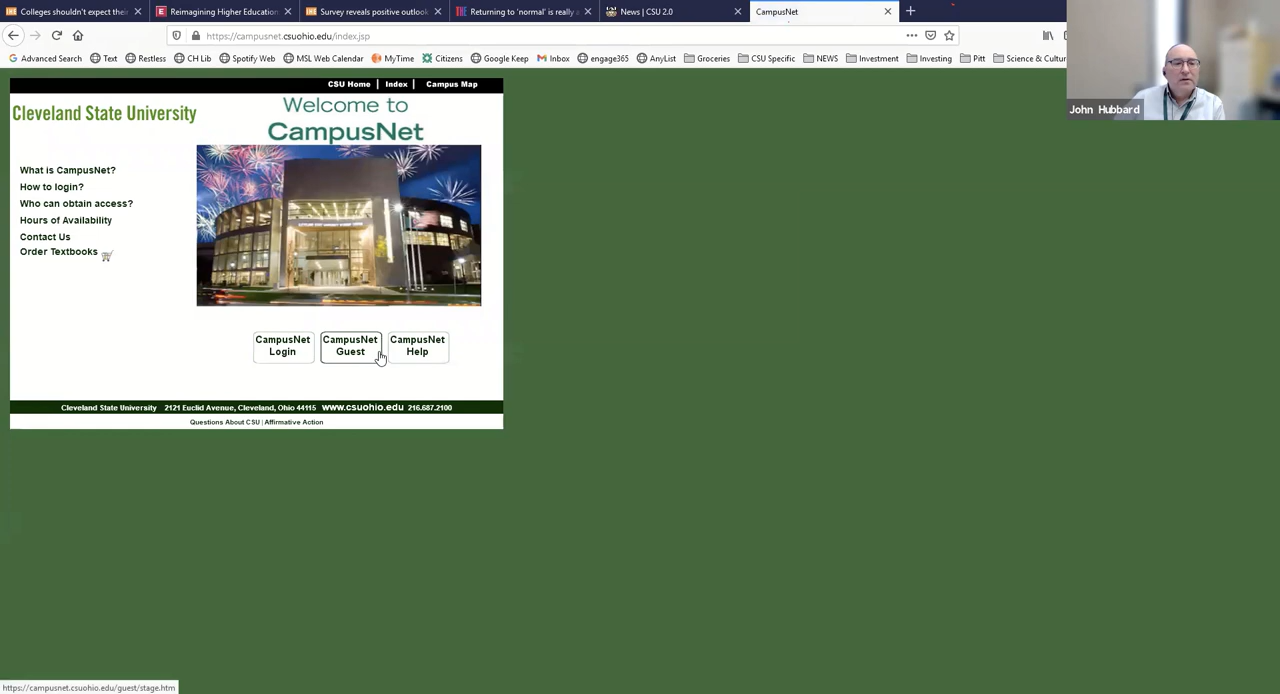 Colleges shouldn't expect thei
Reimagining Higher Education
Survey reveals positive outlook
Returning to 'normal' is really a
News | CSU 2.0
CampusNet
https://campusnet.csuohio.edu/index.jsp
Advanced Search
Text
Restless
CH Lib
Spotify Web
MSL Web Calendar
MyTime
Citizens
Google Keep
Inbox
engage365
AnyList
Groceries
CSU Specific
NEWS
Investment
Investing
Pitt
Science & Cultur
John Hubbard
CSU Home | Index | Campus Map
Cleveland State University
Welcome to
CampusNet
What is CampusNet?
How to login?
Who can obtain access?
Hours of Availability
Contact Us
Order Textbooks
CampusNet
Login
CampusNet
Guest
CampusNet
Help
Cleveland State University 2121 Euclid Avenue, Cleveland, Ohio 44115 www.csuohio.edu 216.687.2100
Questions About CSU | Affirmative Action
https://campusnet.csuohio.edu/guest/stage.htm